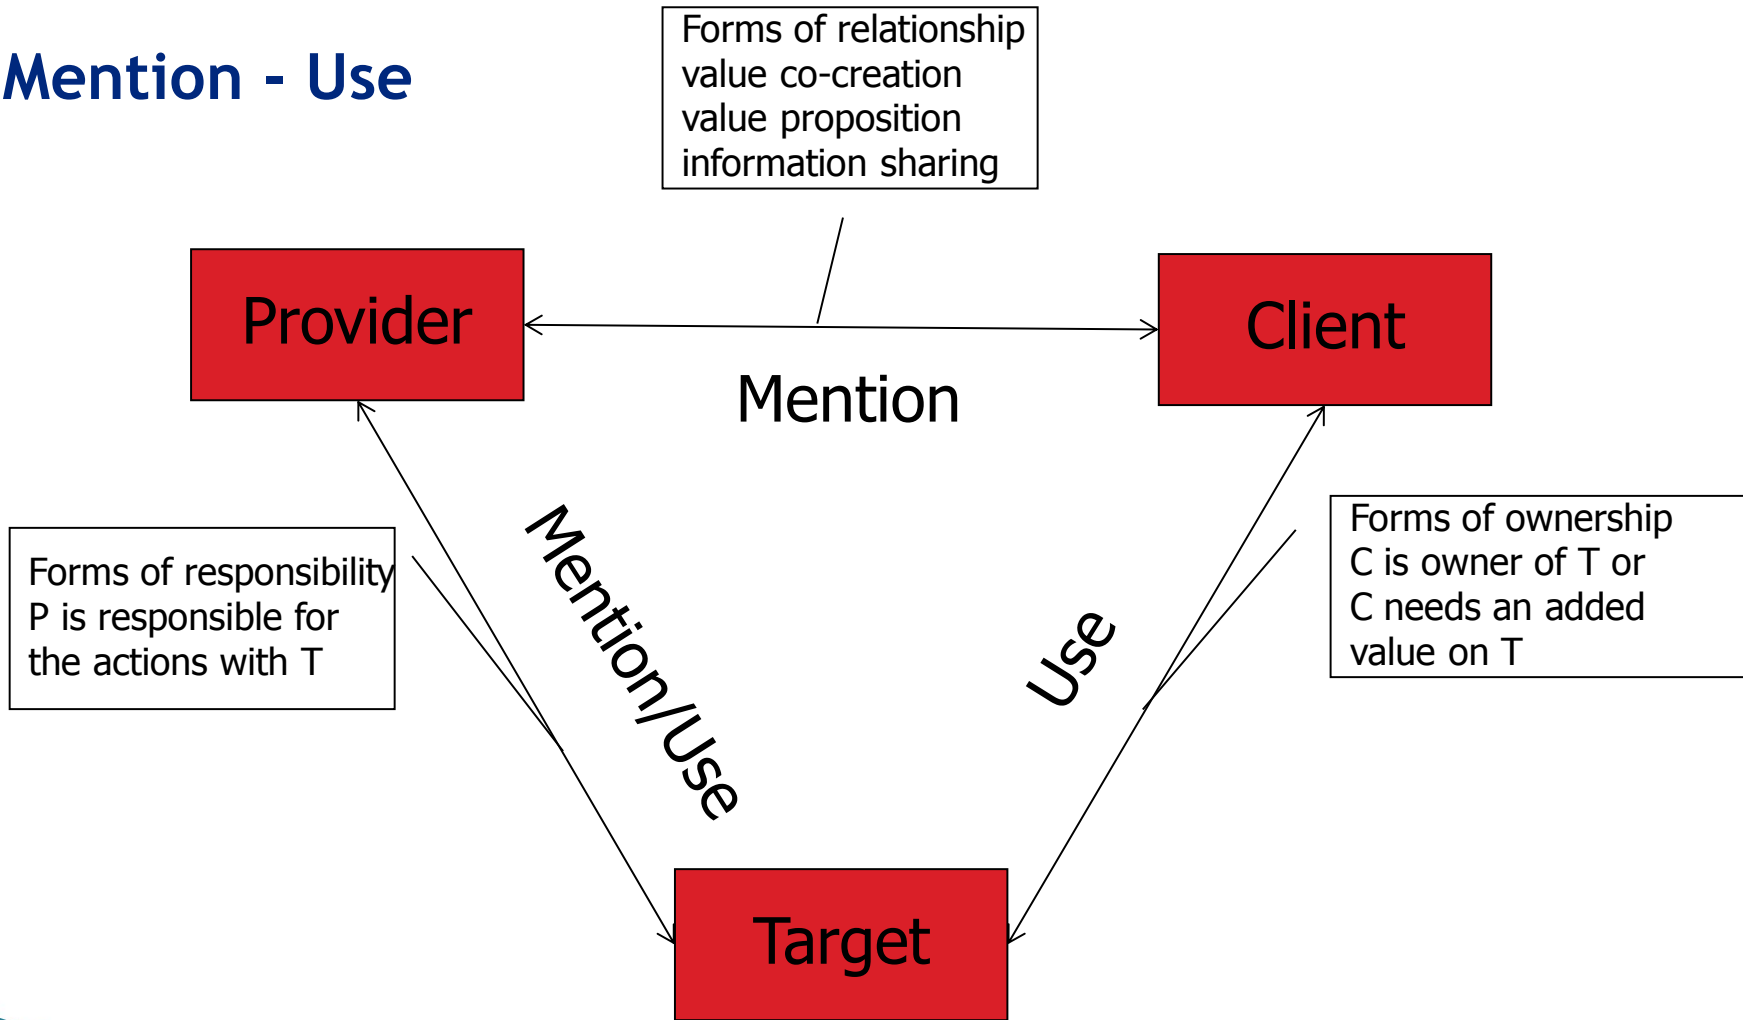 Mention - Use
Forms of relationship
value co-creation
value proposition
information sharing
Provider
Client
Mention
Forms of responsibility
P is responsible for
the actions with T
Mention/Use
Use
Forms of ownership
C is owner of T or
C needs an added
value on T
Target